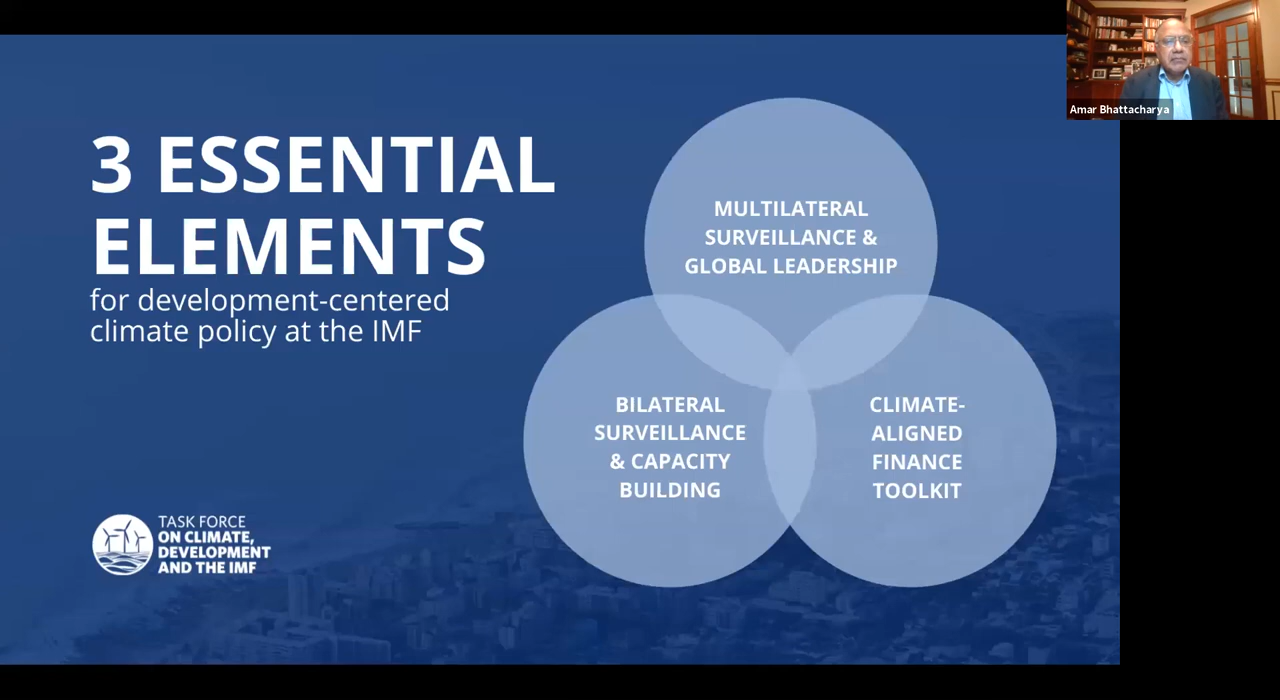 3 ESSENTIAL
ELEMENTS
for development-centered
climate policy at the IMF
MULTILATERAL
SURVEILLANCE &
GLOBAL LEADERSHIP
BILATERAL
SURVEILLANCE
& CAPACITY
BUILDING
CLIMATE-
ALIGNED
FINANCE
TOOLKIT
TASK FORCE
ON CLIMATE,
DEVELOPMENT
AND THE IMF
Amar Bhattacharya